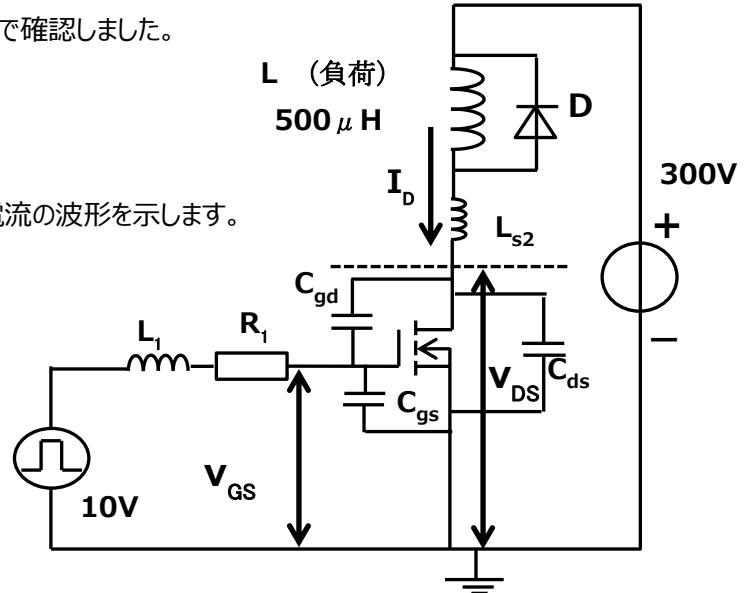 で確認しました。
L （負荷）
500μH
D
300V
I_D
電流の波形を示します。
L_s2
+
C_gd
L_1
R_1
−
V_DS
C_ds
C_gs
V_GS
10V